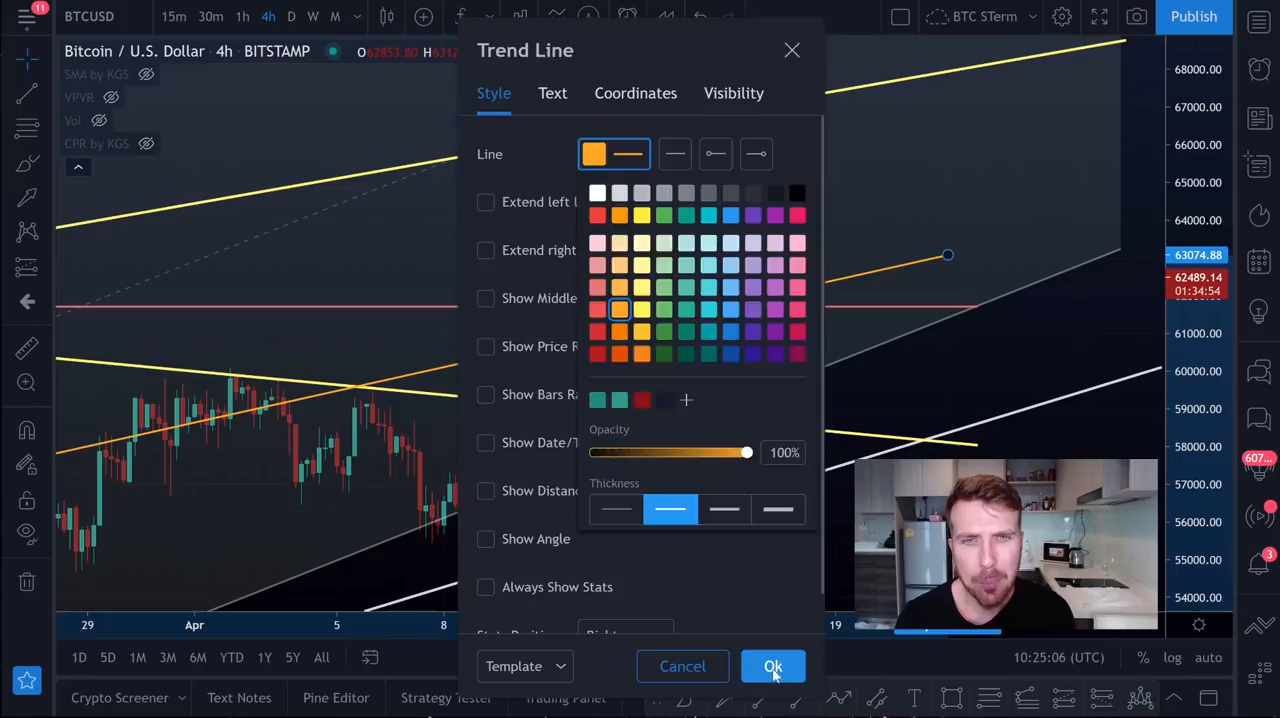 11
BTCUSD
15m 30m 1h 4h D W M
BTC STerm
Publish
Bitcoin / U.S. Dollar · 4h · BITSTAMP
O62853.80 H6312
SMA by KGS
VPVR
Vol
CPR by KGS
Trend Line
Style Text Coordinates Visibility
Line
Extend left l
Extend right
Show Middle
Show Price R
Show Bars Ra
Show Date/T
Show Distan
Show Angle
Always Show Stats
Opacity
100%
Thickness
Template
Cancel
Ok
68000.00
67000.00
66000.00
65000.00
64000.00
63074.88
62489.14
01:34:54
61000.00
60000.00
59000.00
58000.00
57000.00
56000.00
55000.00
54000.00
607...
3
29 Apr 5 8 19
1D 5D 1M 3M 6M YTD 1Y 5Y All
10:25:06 (UTC) % log auto
Crypto Screener Text Notes Pine Editor Strategy Tester Trading Panel